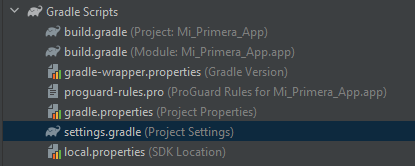 Gradle Scripts
build.gradle (Project: Mi_Primera_App)
build.gradle (Module: Mi_Primera_App.app)
gradle-wrapper.properties (Gradle Version)
proguard-rules.pro (ProGuard Rules for Mi_Primera_App.app)
gradle.properties (Project Properties)
settings.gradle (Project Settings)
local.properties (SDK Location)